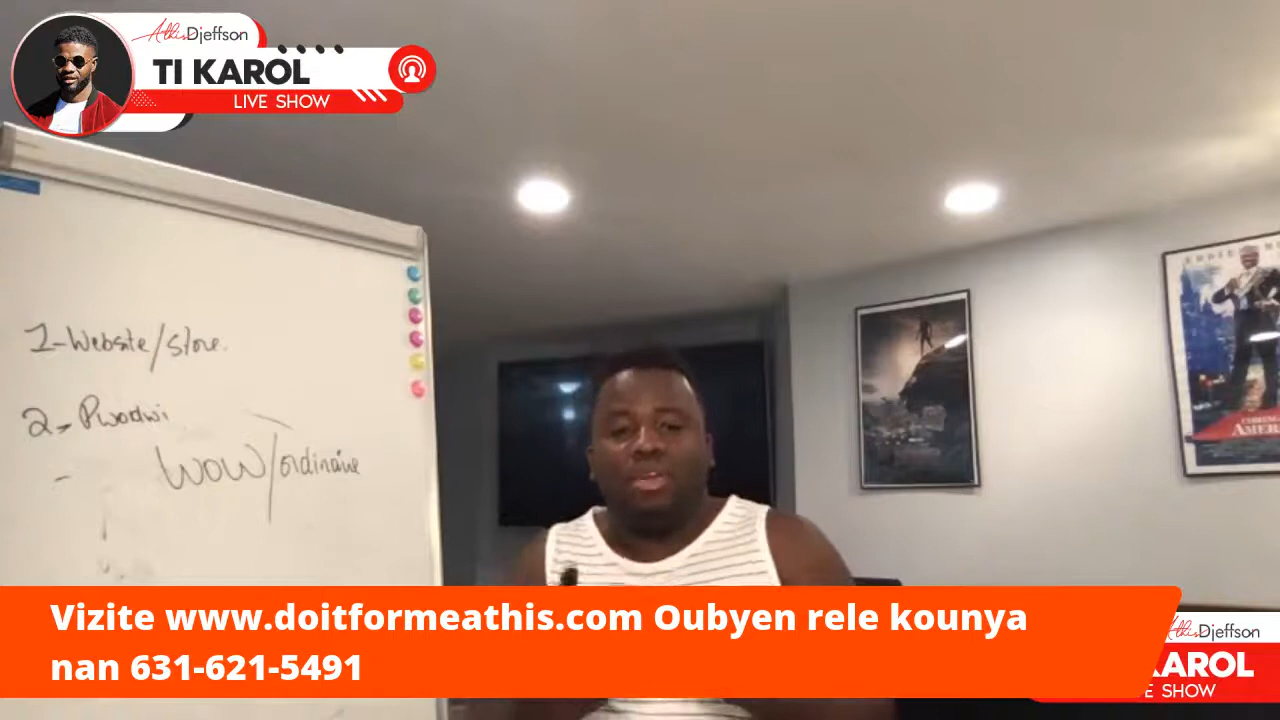 Athis Djeffson
TI KAROL
LIVE SHOW
1-Website/store.
2- Pwodwi
- WOW/ordinaire
AMER
Vizite www.doitformeathis.com Oubyen rele kounya
nan 631-621-5491
Athis Djeffson
KAROL
E SHOW